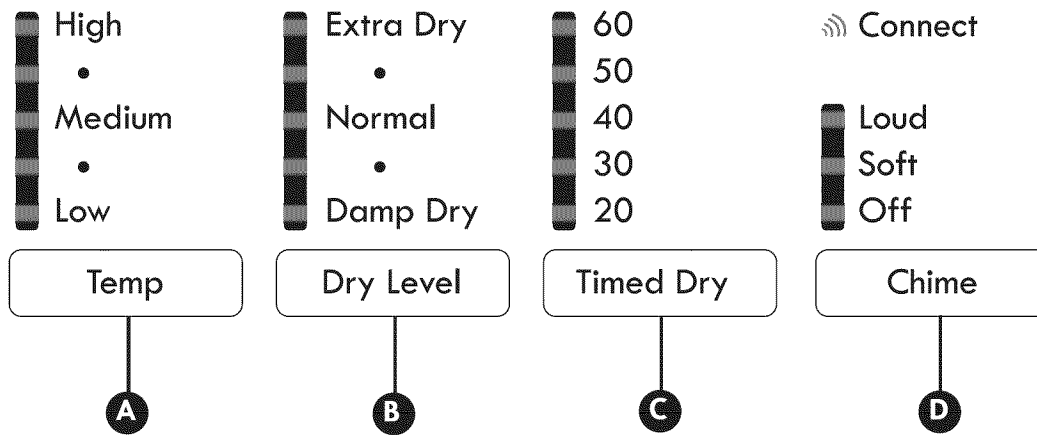 High
•
Medium
•
Low
Temp
A
Extra Dry
•
Normal
•
Damp Dry
Dry Level
B
60
50
40
30
20
Timed Dry
C
Connect
Loud
Soft
Off
Chime
D